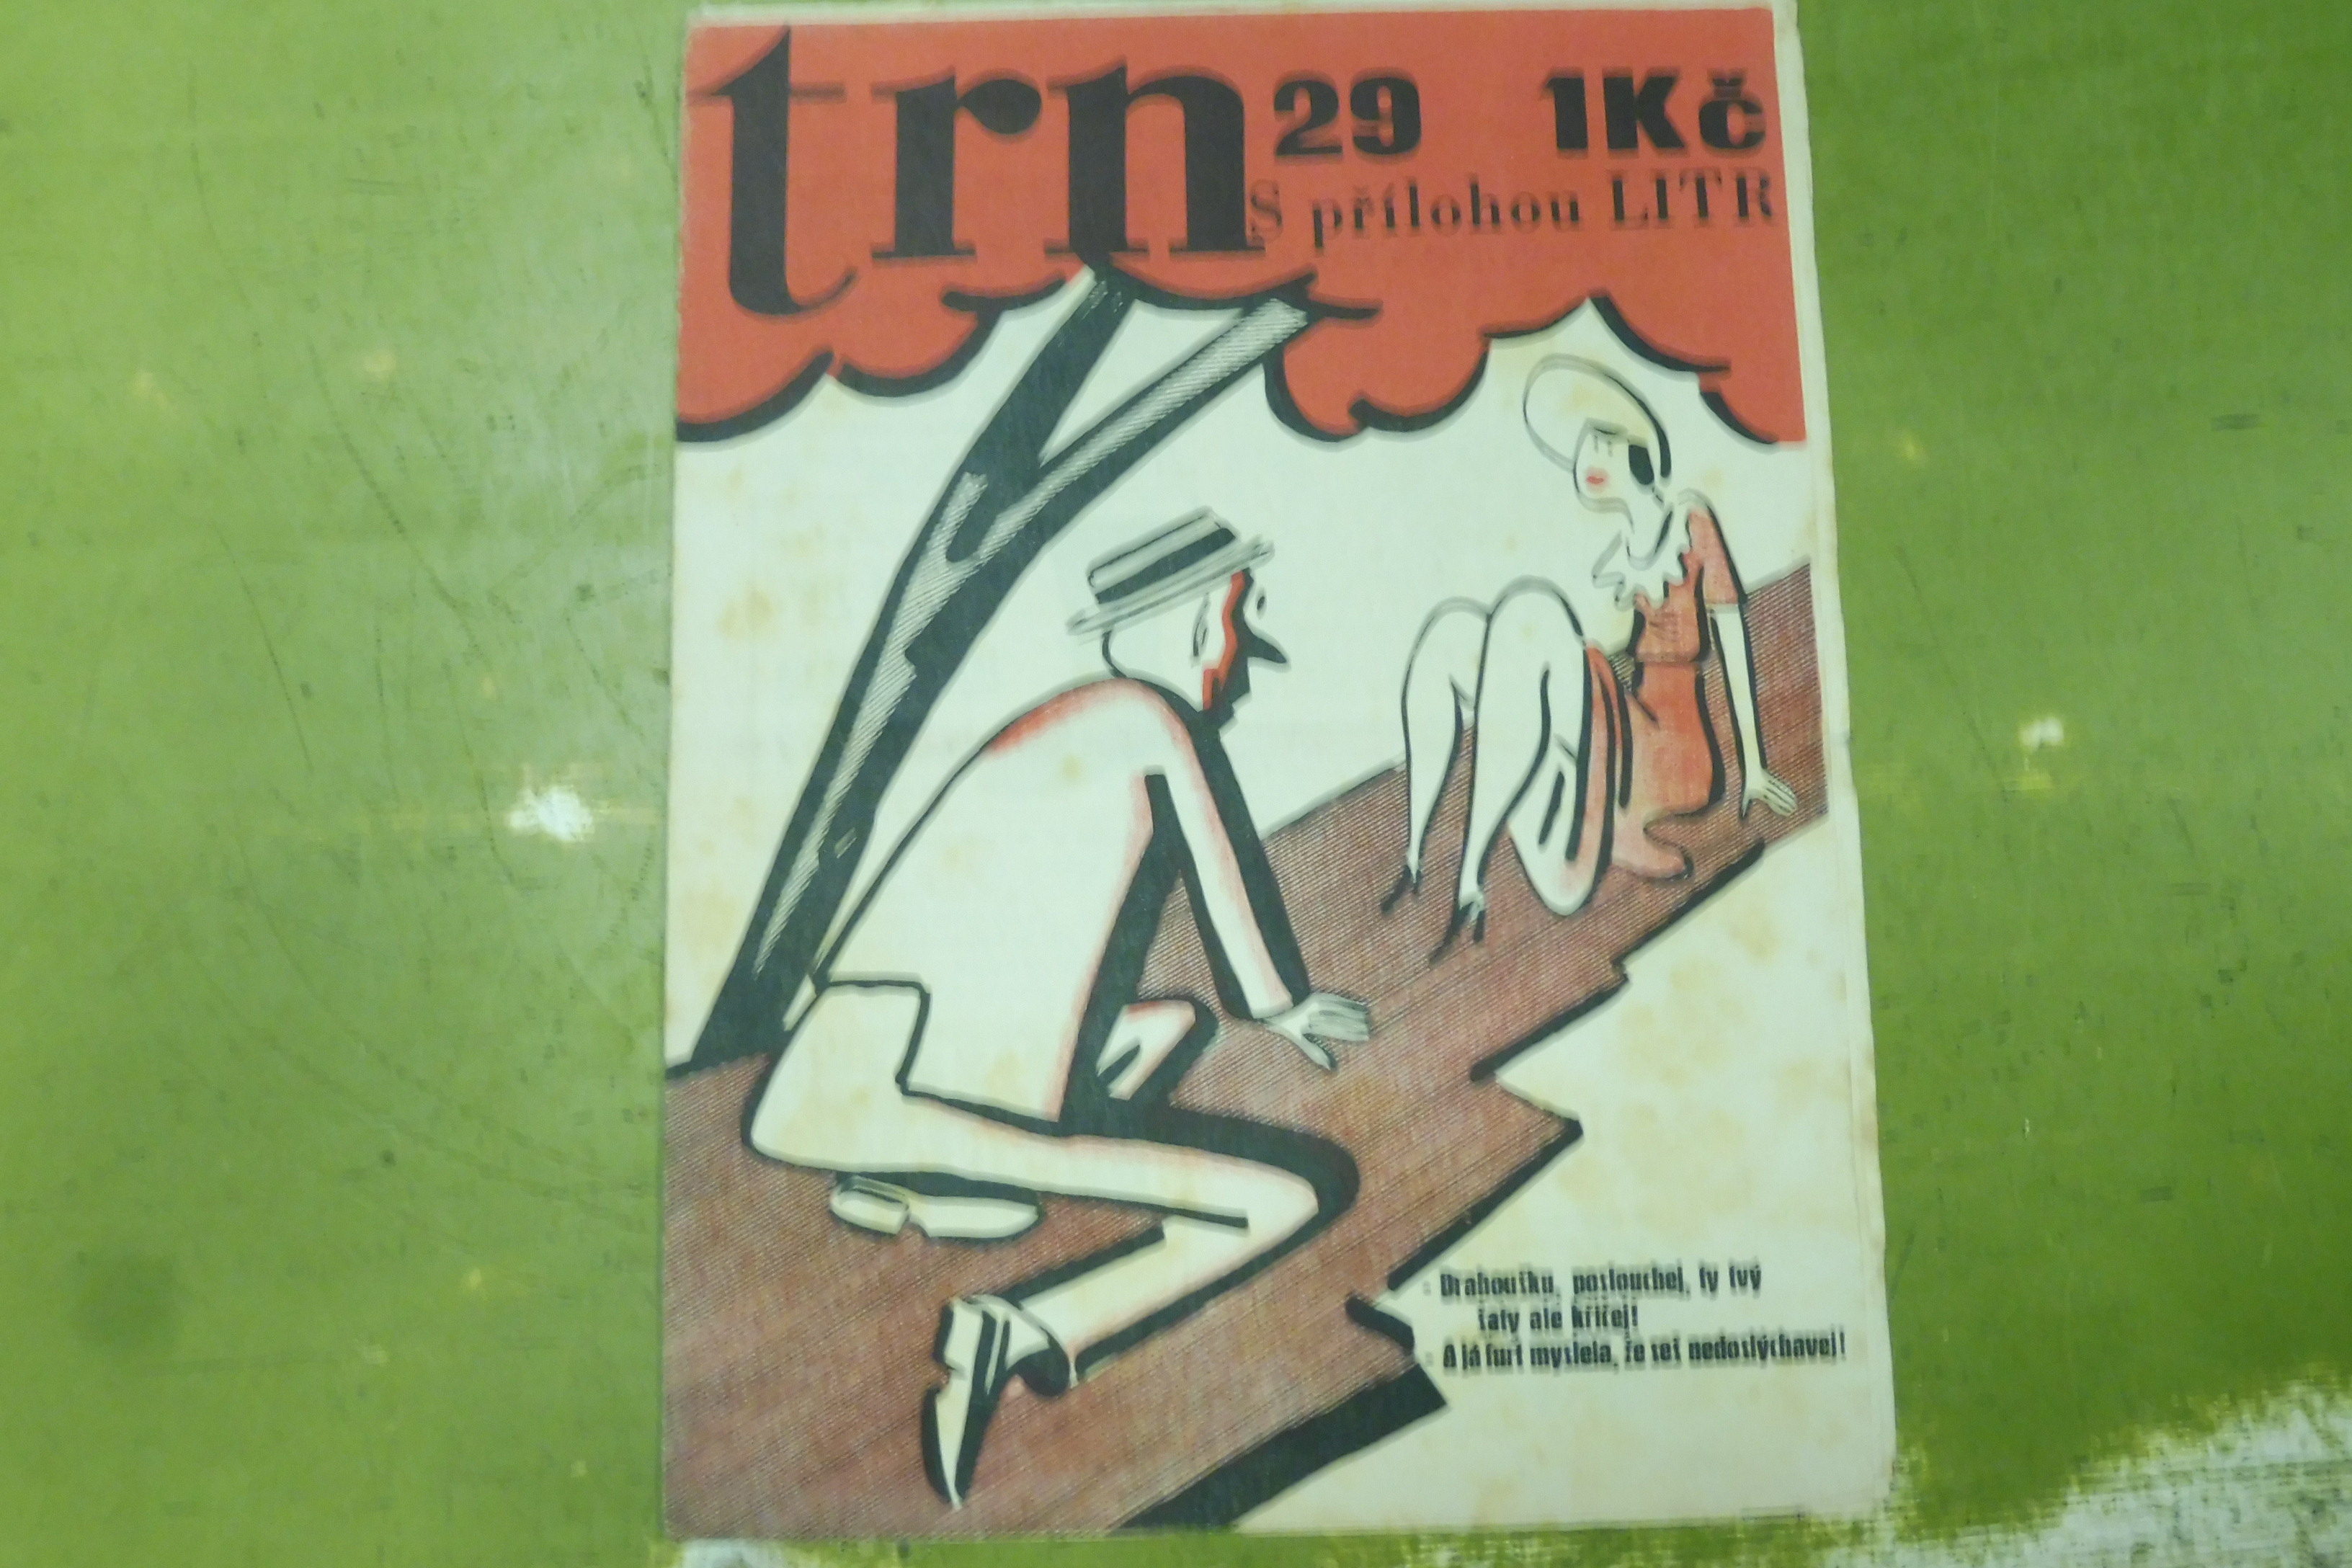 trn 29 1Kč
S přílohou LITR
: Drahoušku, poslouchej, ty tvý
šaty ale křičej!
: A já furt myslela, že seš nedoslýchavej!